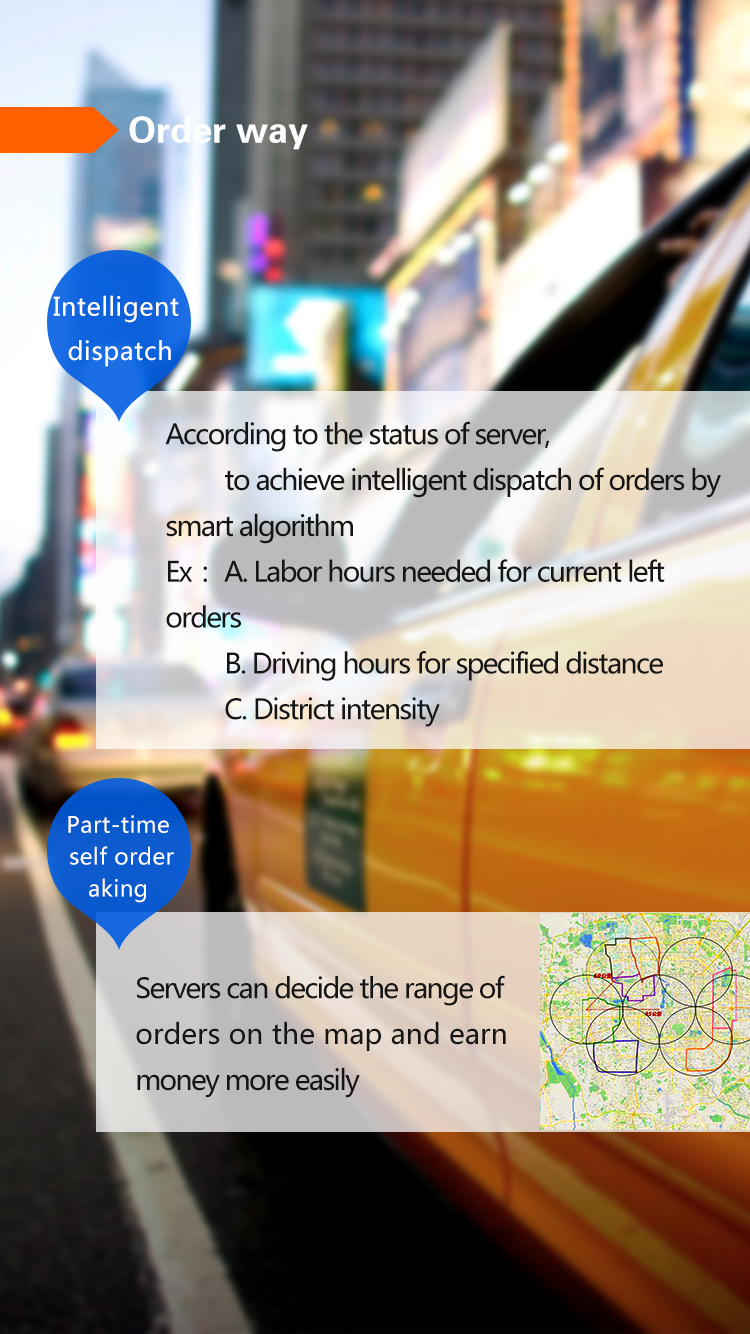 Order way
Intelligent
dispatch
According to the status of server,
to achieve intelligent dispatch of orders by
smart algorithm
Ex： A. Labor hours needed for current left
orders
B. Driving hours for specified distance
C. District intensity
Part-time
self order
aking
Servers can decide the range of
orders on the map and earn
money more easily